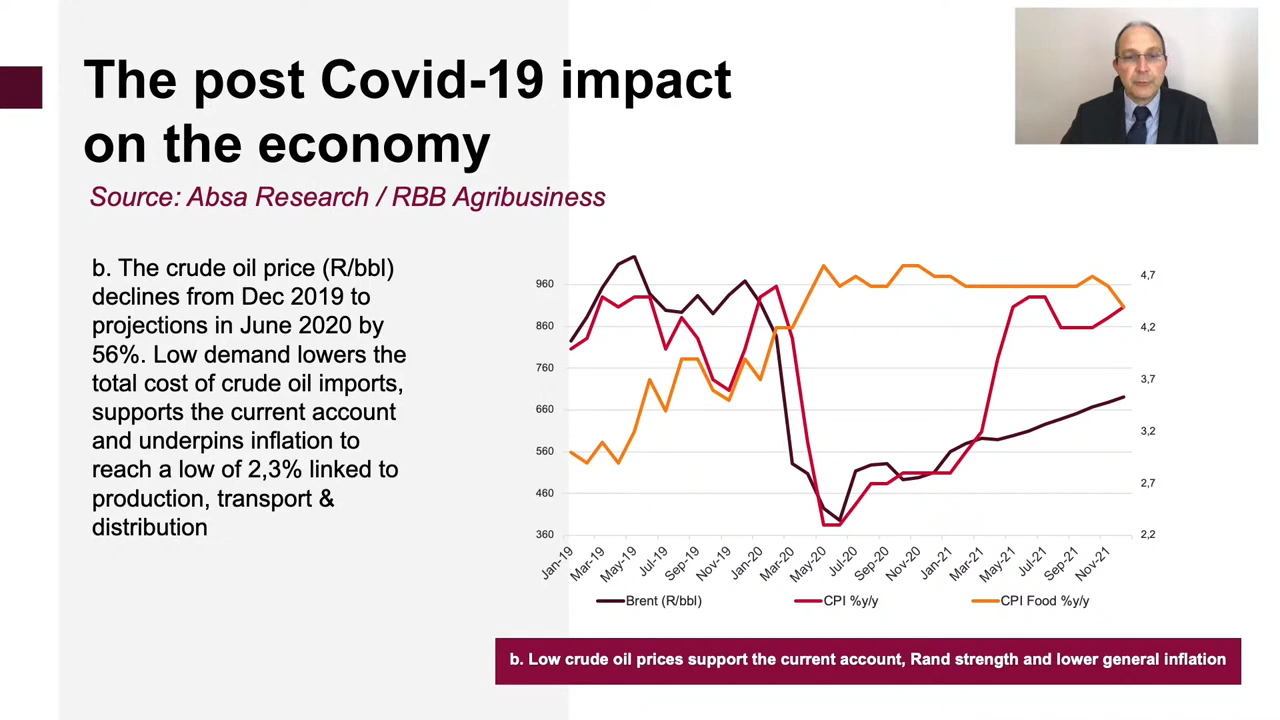 The post Covid-19 impact
on the economy
Source: Absa Research / RBB Agribusiness
b. The crude oil price (R/bbl)
declines from Dec 2019 to
projections in June 2020 by
56%. Low demand lowers the
total cost of crude oil imports,
supports the current account
and underpins inflation to
reach a low of 2,3% linked to
production, transport &
distribution
960
860
760
660
560
460
360
4,7
4,2
3,7
3,2
2,7
2,2
Jan-19
Mar-19
May-19
Jul-19
Sep-19
Nov-19
Jan-20
Mar-20
May-20
Jul-20
Sep-20
Nov-20
Jan-21
Mar-21
May-21
Jul-21
Sep-21
Nov-21
Brent (R/bbl)
CPI %y/y
CPI Food %y/y
b. Low crude oil prices support the current account, Rand strength and lower general inflation